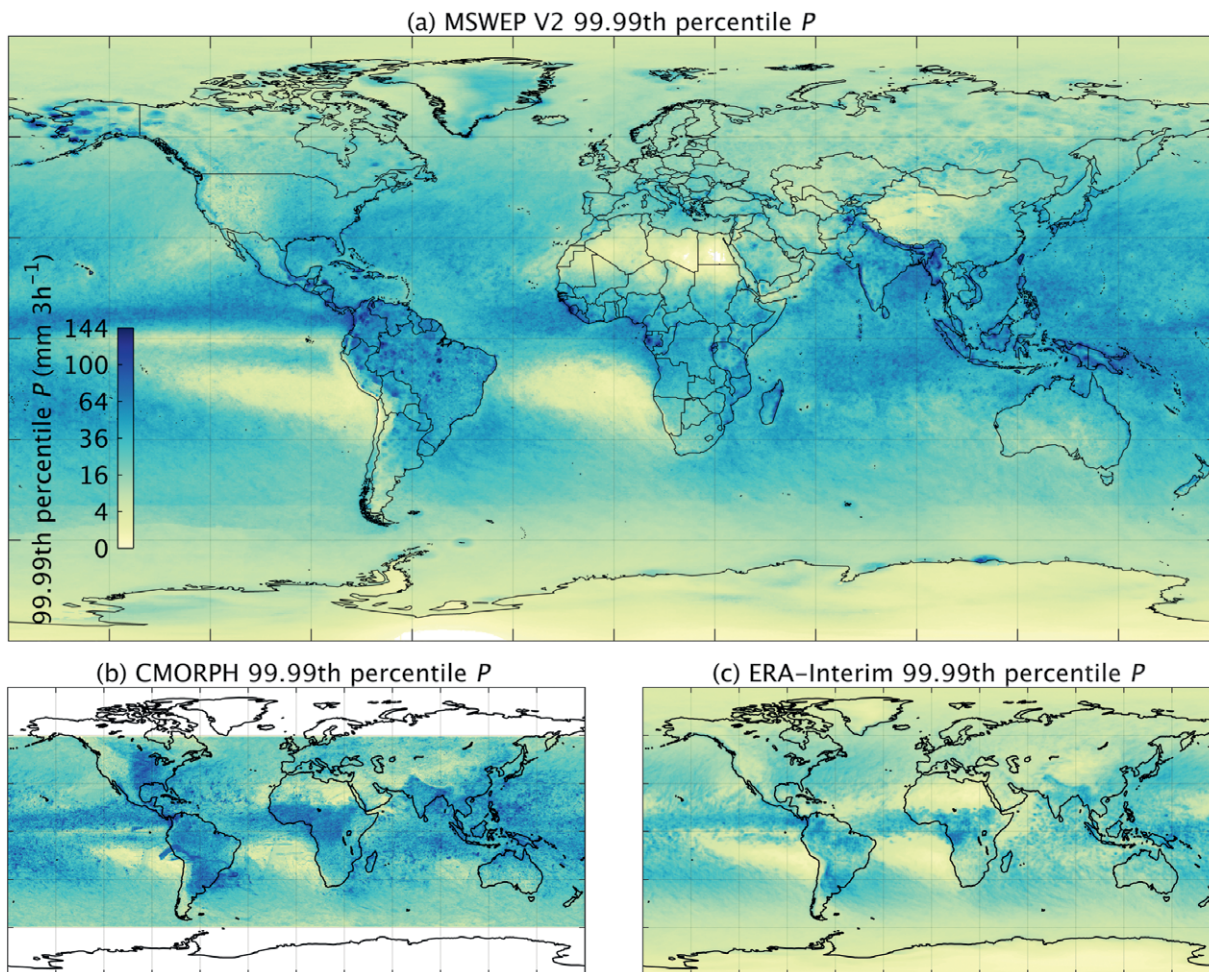 (a) MSWEP V2 99.99th percentile P
99.99th percentile P (mm 3h⁻¹)
144
100
64
36
16
4
0
(b) CMORPH 99.99th percentile P
(c) ERA–Interim 99.99th percentile P